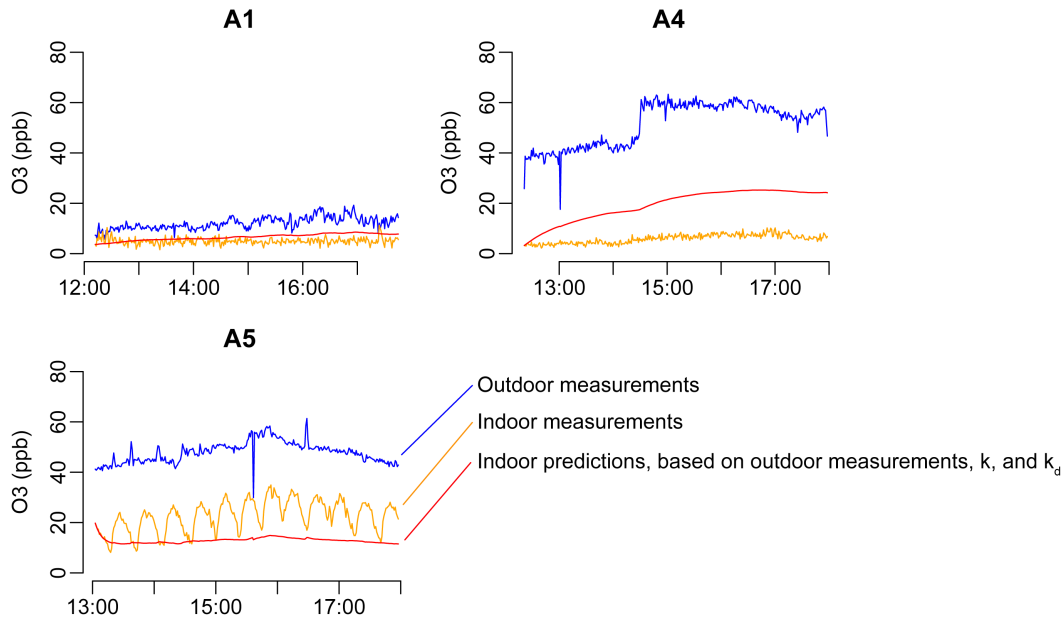 A1
A4
80
60
40
20
0
O3 (ppb)
12:00 14:00 16:00
80
60
40
20
0
O3 (ppb)
13:00 15:00 17:00
A5
80
60
40
20
0
O3 (ppb)
13:00 15:00 17:00
Outdoor measurements
Indoor measurements
Indoor predictions, based on outdoor measurements, k, and kd